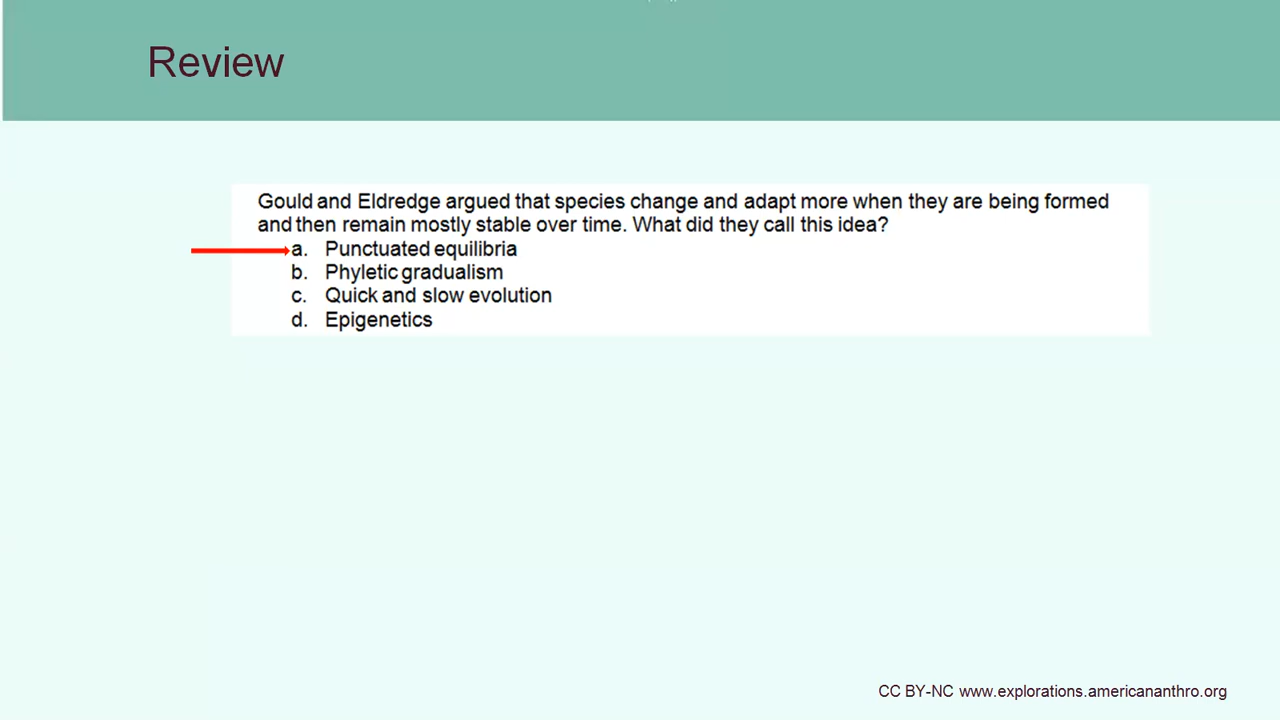 Review
Gould and Eldredge argued that species change and adapt more when they are being formed
and then remain mostly stable over time. What did they call this idea?
a. Punctuated equilibria
b. Phyletic gradualism
c. Quick and slow evolution
d. Epigenetics
CC BY-NC www.explorations.americananthro.org